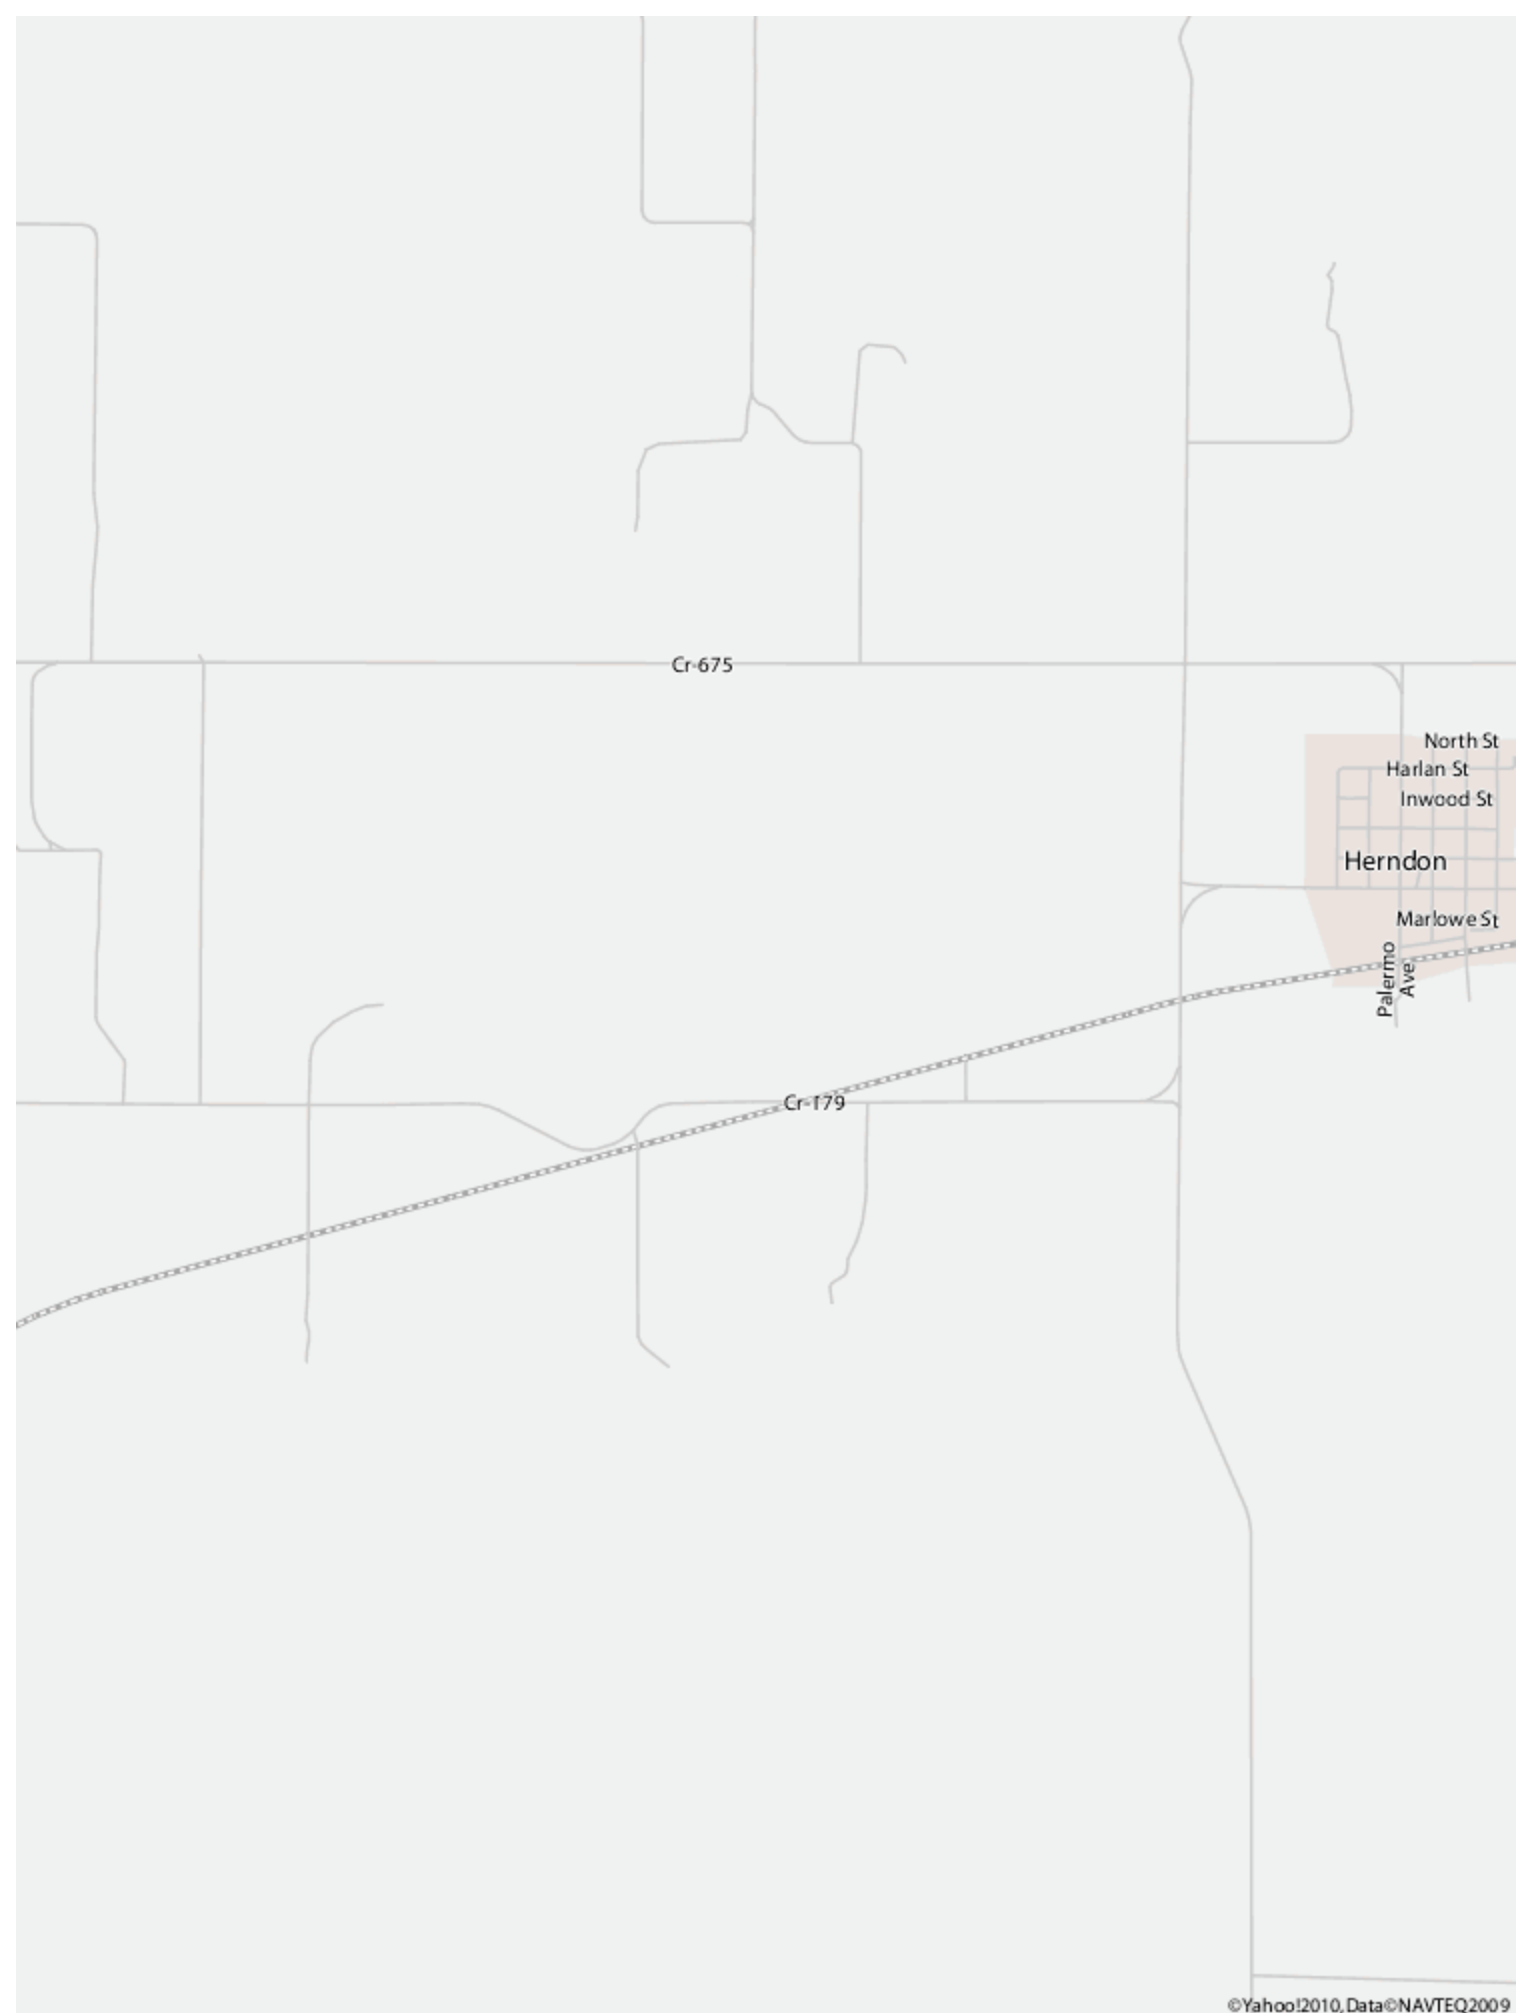 Cr-675
North St
Harlan St
Inwood St
Herndon
Marlowe St
Palermo
Ave
Cr-179
©Yahoo!2010, Data©NAVTEQ2009